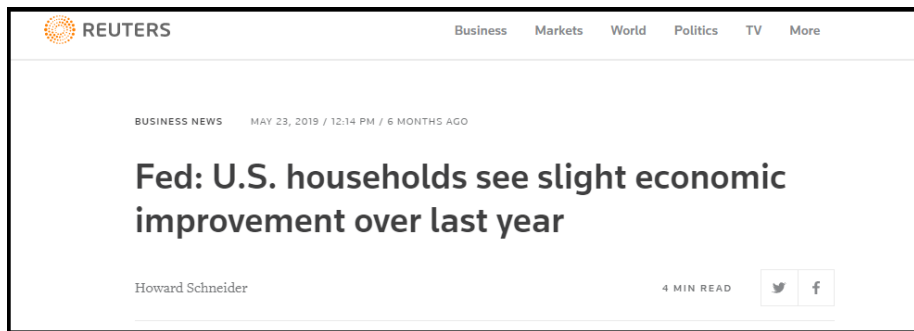 REUTERS
Business Markets World Politics TV More
BUSINESS NEWS MAY 23, 2019 / 12:14 PM / 6 MONTHS AGO
Fed: U.S. households see slight economic
improvement over last year
Howard Schneider
4 MIN READ